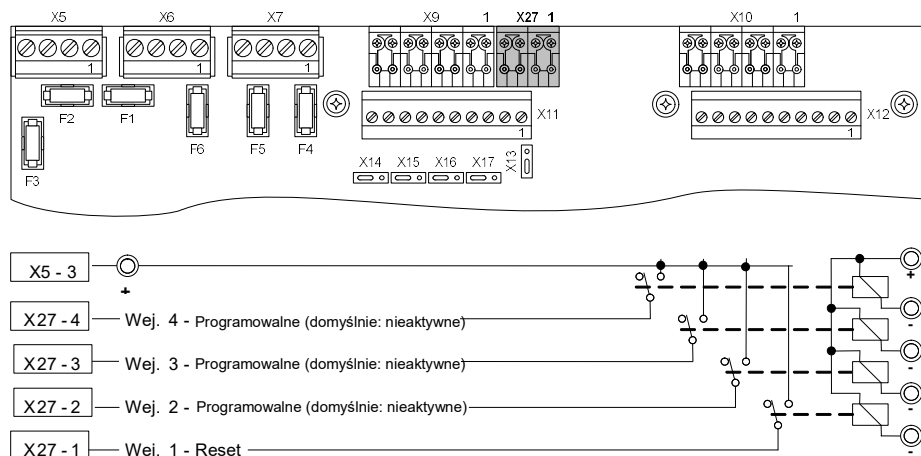 X5 X6 X7 X9 1 X27 1 X10 1
1 1 1
F2 F1 X11 X12
1 1
F6 F5 F4
F3 X14 X15 X16 X17 X13
X5 - 3 + +
X27 - 4 Wej. 4 - Programowalne (domyślnie: nieaktywne) -
X27 - 3 Wej. 3 - Programowalne (domyślnie: nieaktywne) -
X27 - 2 Wej. 2 - Programowalne (domyślnie: nieaktywne) -
X27 - 1 Wej. 1 - Reset -